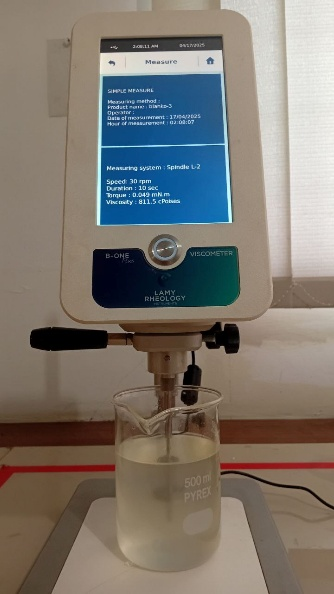 2:08:11 AM 04/17/2025
Measure
SIMPLE MEASURE
Measuring method :
Product name : Blanko-3
Operator :
Date of measurement : 17/04/2025
Hour of measurement : 02:08:07
Measuring system : Spindle L-2
Speed: 30 rpm
Duration : 10 sec
Torque : 0.049 mN.m
Viscosity : 811.5 cPoises
B-ONE VISCOMETER
LAMY
RHEOLOGY
500 ml
PYREX